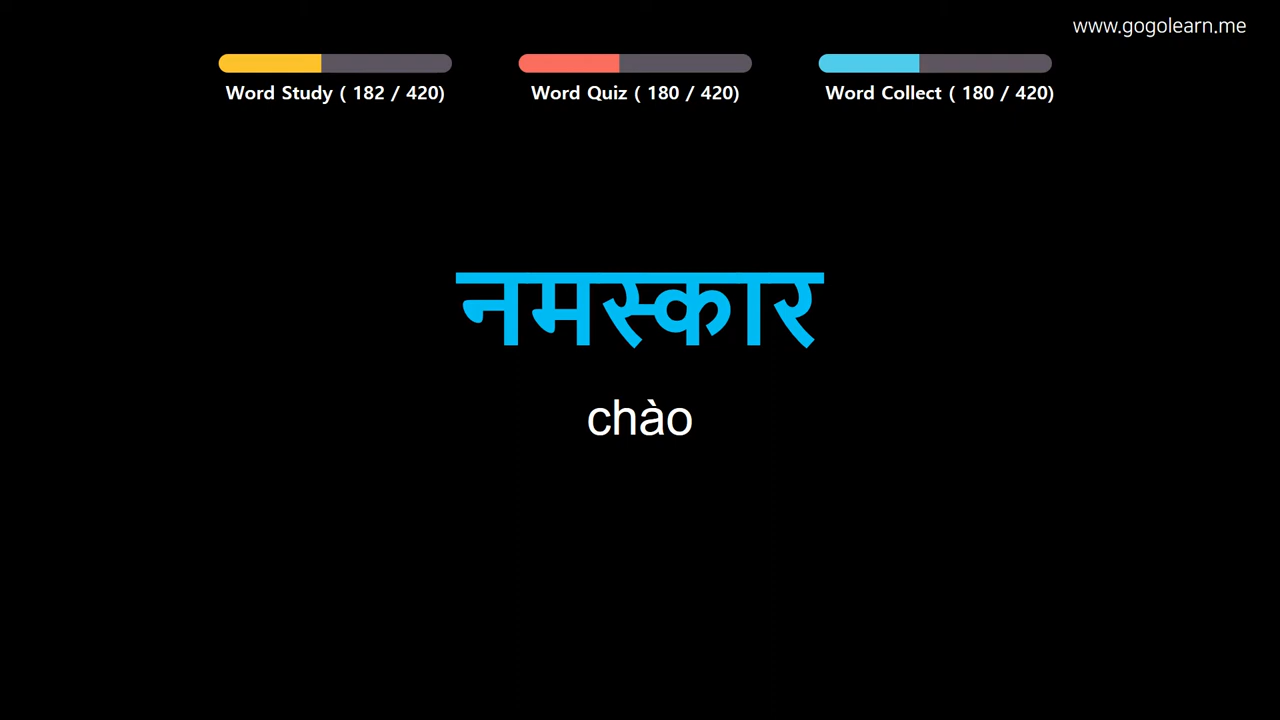 www.gogolearn.me
Word Study ( 182 / 420)
Word Quiz ( 180 / 420)
Word Collect ( 180 / 420)
नमस्कार
chào